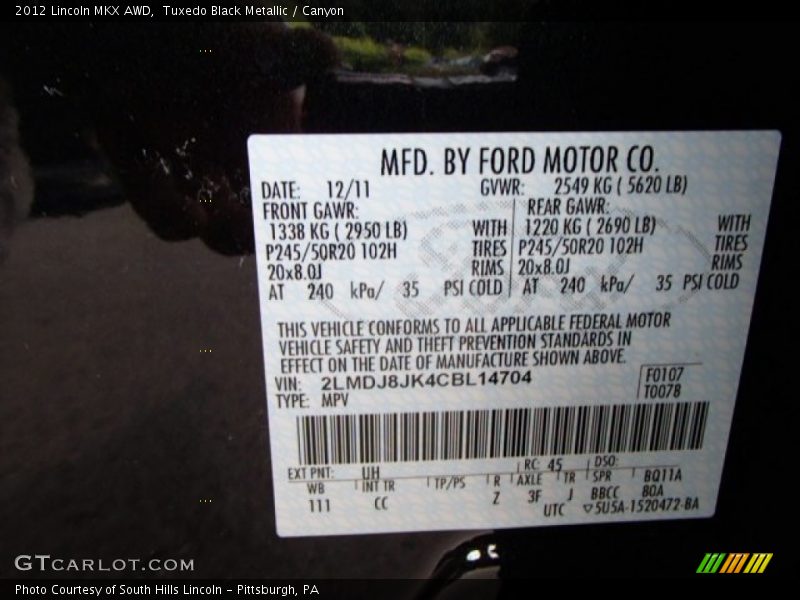 2012 Lincoln MKX AWD,  Tuxedo Black Metallic / Canyon
MFD. BY FORD MOTOR CO.
DATE: 12/11 GVWR: 2549 KG ( 5620 LB)
FRONT GAWR: REAR GAWR:
1338 KG ( 2950 LB) WITH 1220 KG ( 2690 LB) WITH
P245/50R20 102H TIRES P245/50R20 102H TIRES
20x8.0J RIMS 20x8.0J RIMS
AT 240 kPa/ 35 PSI COLD AT 240 kPa/ 35 PSI COLD
THIS VEHICLE CONFORMS TO ALL APPLICABLE FEDERAL MOTOR
VEHICLE SAFETY AND THEFT PREVENTION STANDARDS IN
EFFECT ON THE DATE OF MANUFACTURE SHOWN ABOVE.
VIN: 2LMDJ8JK4CBL14704 F0107
TYPE: MPV T0078
EXT PNT: UH RC 45 DSO:
WB INT TR TP/PS R AXLE TR SPR BQ11A
111 CC Z 3F J BBCC BOA
UTC ▽5U5A-1520472-BA
GTCARLOT.COM
Photo Courtesy of South Hills Lincoln – Pittsburgh, PA